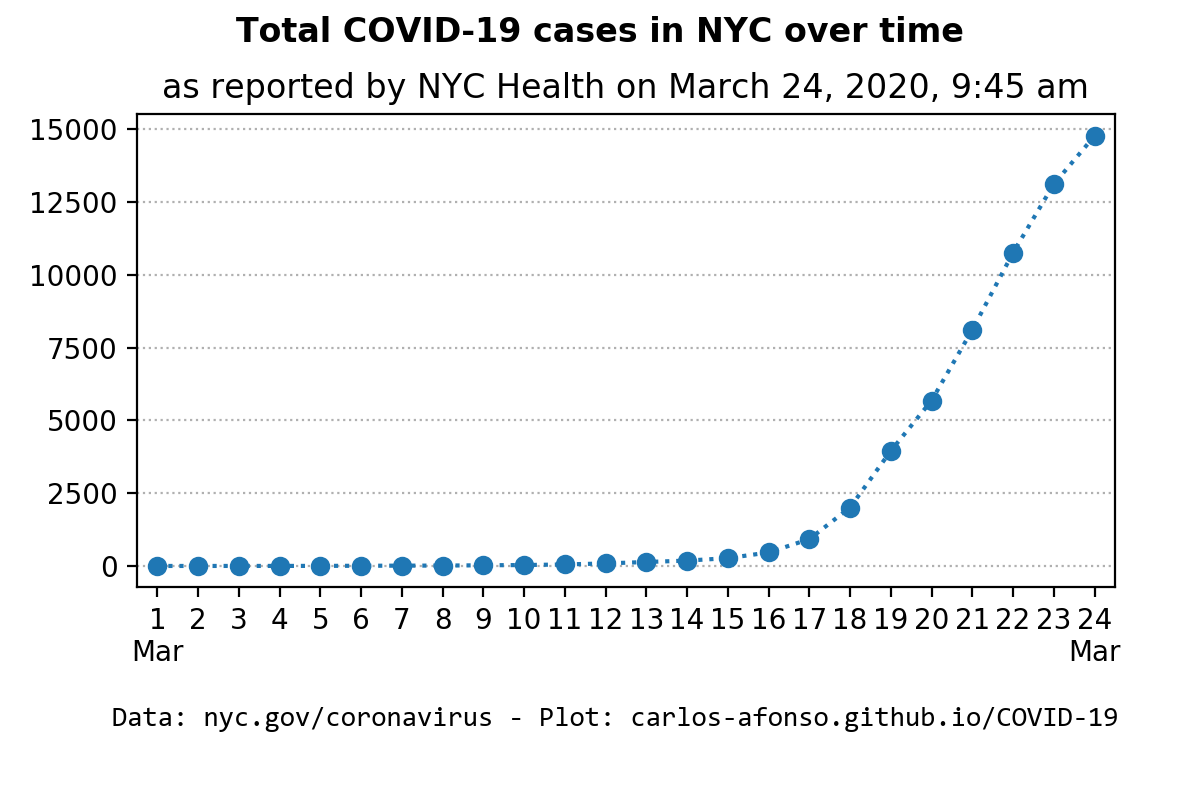 Total COVID-19 cases in NYC over time
as reported by NYC Health on March 24, 2020, 9:45 am
15000
12500
10000
7500
5000
2500
0
1 2 3 4 5 6 7 8 9 10 11 12 13 14 15 16 17 18 19 20 21 22 23 24
Mar Mar
Data: nyc.gov/coronavirus - Plot: carlos-afonso.github.io/COVID-19